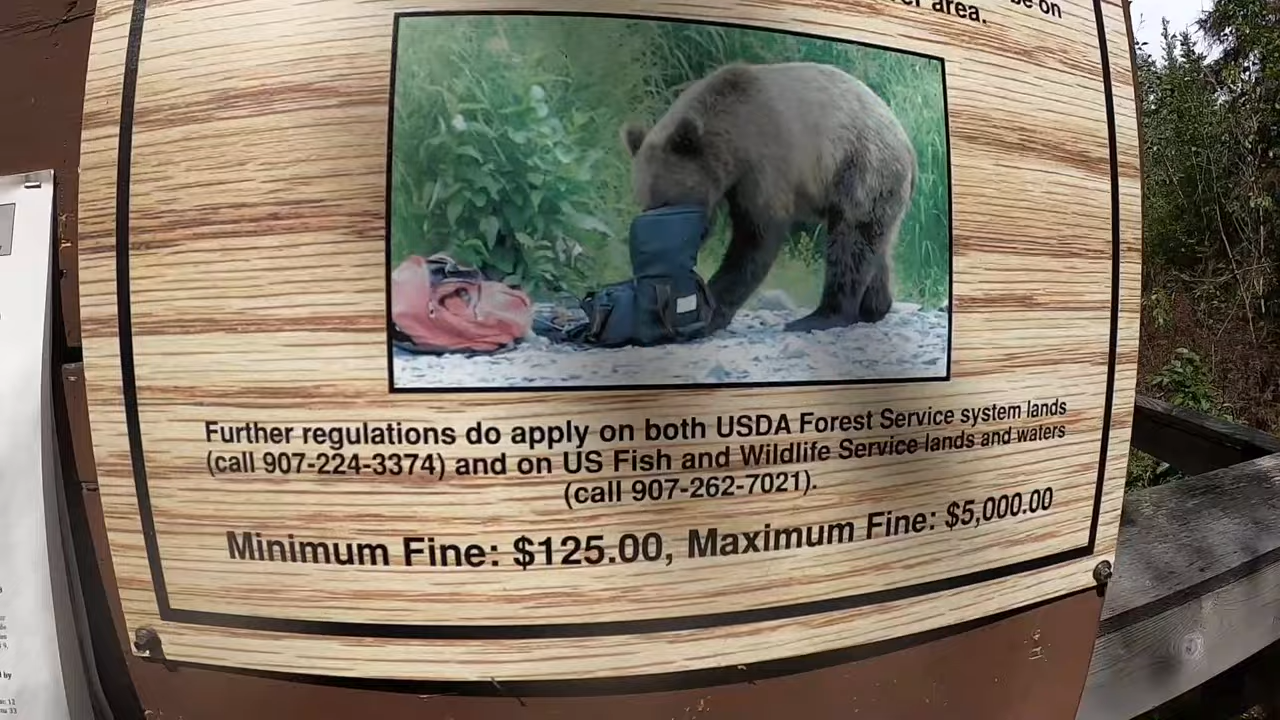 be on
area.
Further regulations do apply on both USDA Forest Service system lands
(call 907-224-3374) and on US Fish and Wildlife Service lands and waters
(call 907-262-7021).
Minimum Fine: $125.00, Maximum Fine: $5,000.00